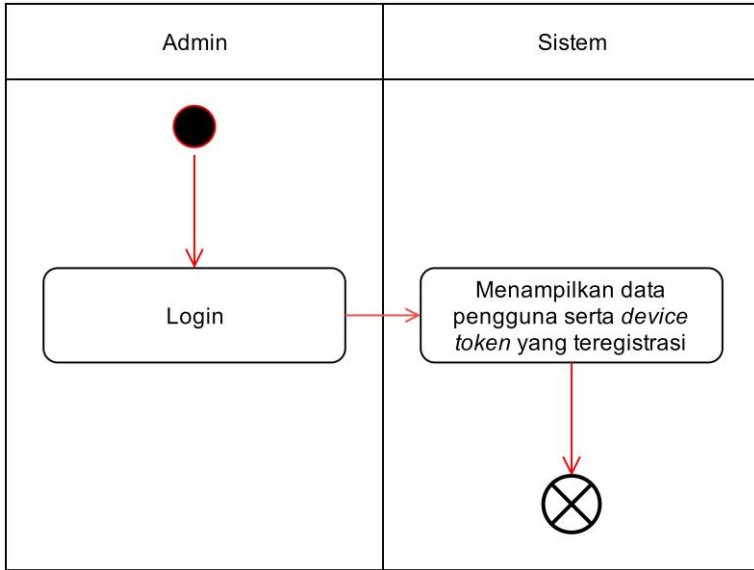 Admin
Sistem
Login
Menampilkan data
pengguna serta device
token yang teregistrasi